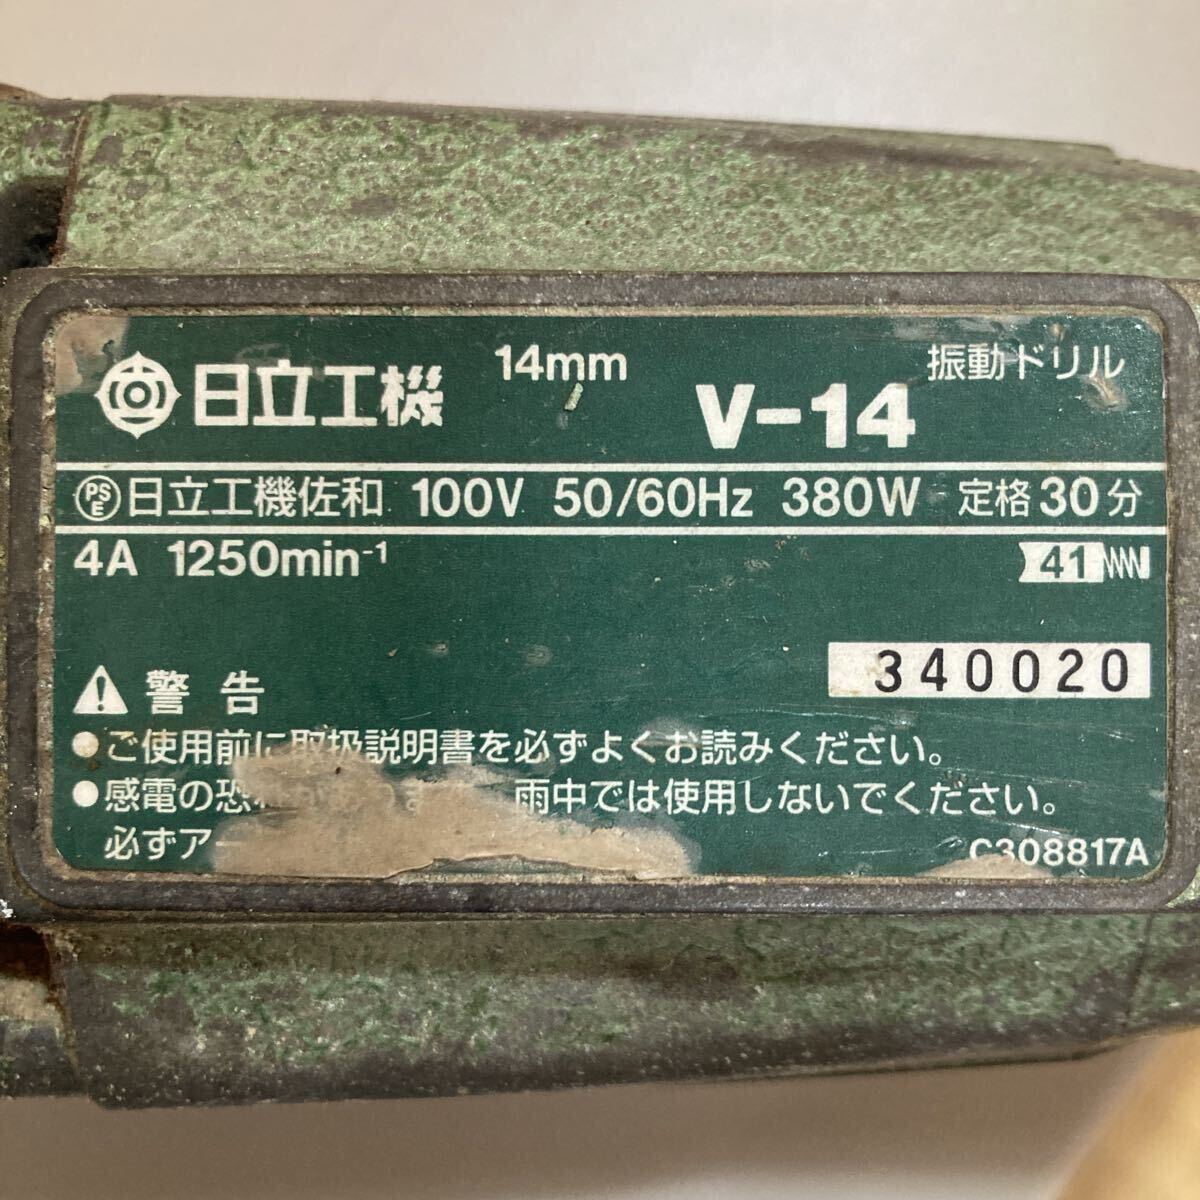 日立工機 14mm V-14 振動ドリル
PSE 日立工機佐和 100V 50/60Hz 380W 定格30分
4A 1250min⁻¹ 41
340020
警告
●ご使用前に取扱説明書を必ずよくお読みください。
●感電の恐 雨中では使用しないでください。
必ずア
C308817A